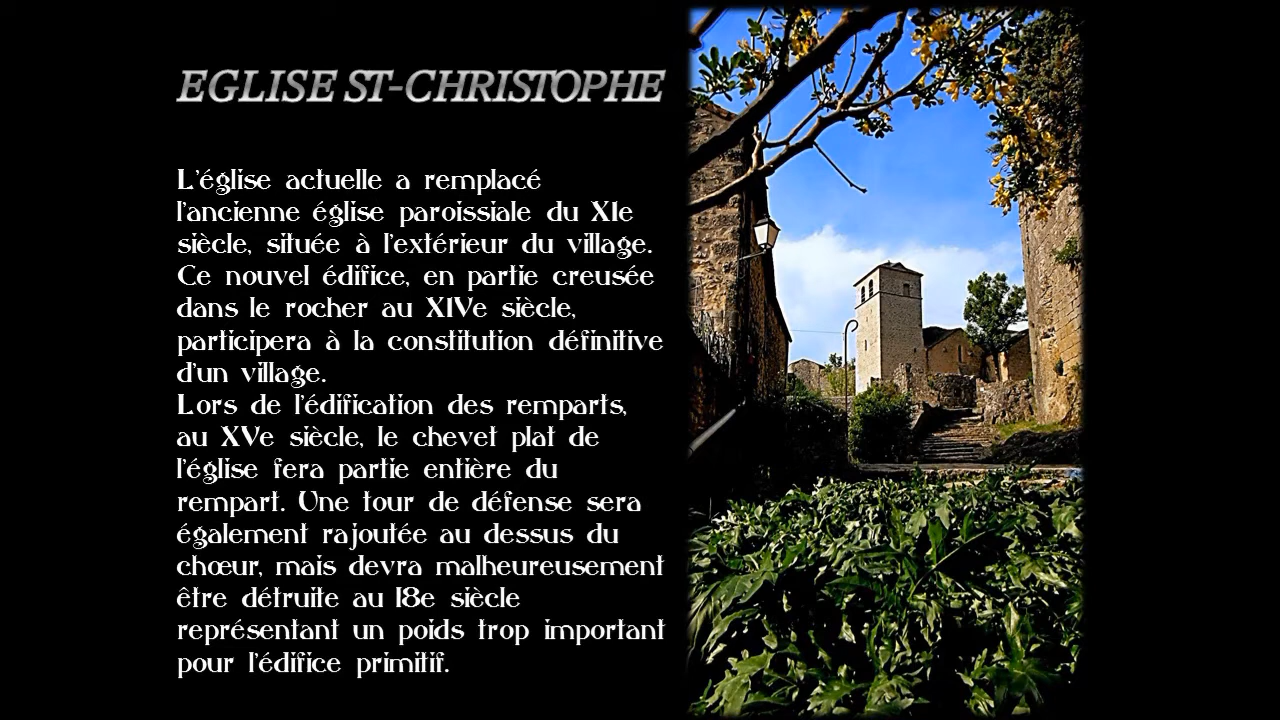 EGLISE ST-CHRISTOPHE
L'église actuelle a remplacé
l'ancienne église paroissiale du XIe
siècle, située à l'extérieur du village.
Ce nouvel édifice, en partie creusée
dans le rocher au XIVe siècle,
participera à la constitution définitive
d'un village.
Lors de l'édification des remparts,
au XVe siècle, le chevet plat de
l'église fera partie entière du
rempart. Une tour de défense sera
également rajoutée au dessus du
chœur, mais devra malheureusement
être détruite au 18e siècle
représentant un poids trop important
pour l'édifice primitif.